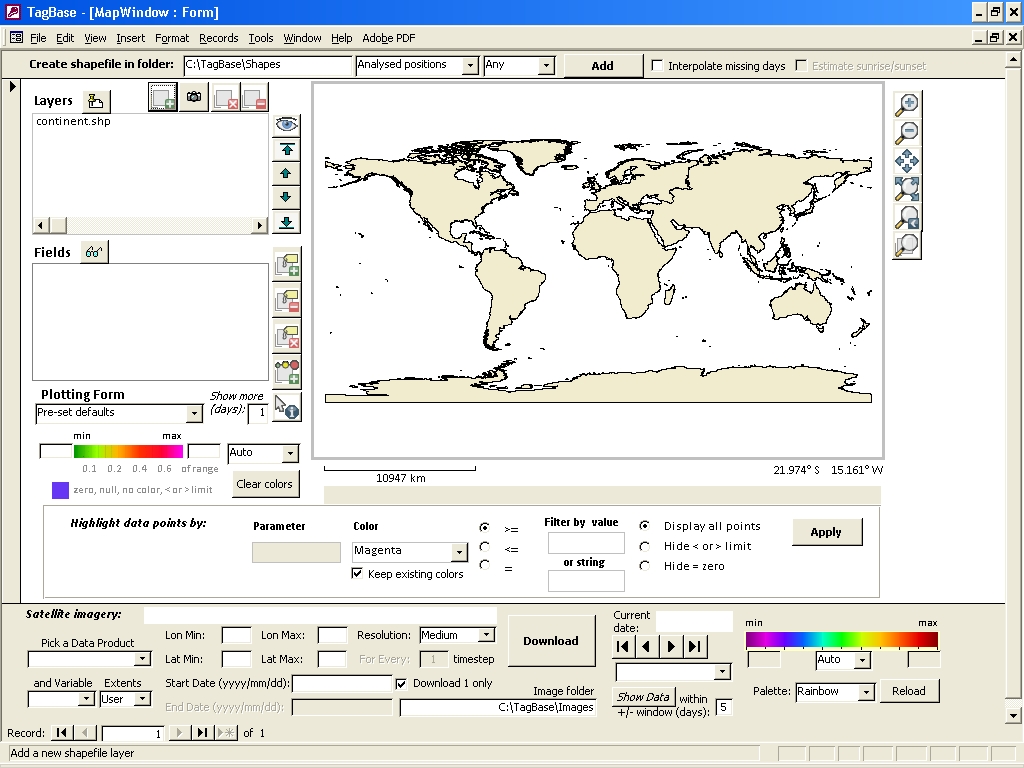 TagBase - [MapWindow : Form]
File Edit View Insert Format Records Tools Window Help Adobe PDF
Create shapefile in folder: C:\TagBase\Shapes Analysed positions Any Add Interpolate missing days Estimate sunrise/sunset
Layers
continent.shp
Fields
Plotting Form
Show more (days): 1
Pre-set defaults
min max
Auto
0.1 0.2 0.4 0.6 of range
zero, null, no color, < or > limit
Clear colors
10947 km
21.974° S 15.161° W
Highlight data points by:
Parameter
Color
Magenta
Keep existing colors
>=
<=
=
Filter by value
or string
Display all points
Hide < or > limit
Hide = zero
Apply
Satellite imagery:
Pick a Data Product
and Variable Extents
User
Lon Min: Lon Max: Resolution: Medium
Lat Min: Lat Max: For Every: 1 timestep
Start Date (yyyy/mm/dd): Download 1 only
End Date (yyyy/mm/dd):
Image folder
C:\TagBase\Images
Download
Current
date:
Show Data within
+/- window (days): 5
min max
Auto
Palette: Rainbow Reload
Record: 1 of 1
Add a new shapefile layer